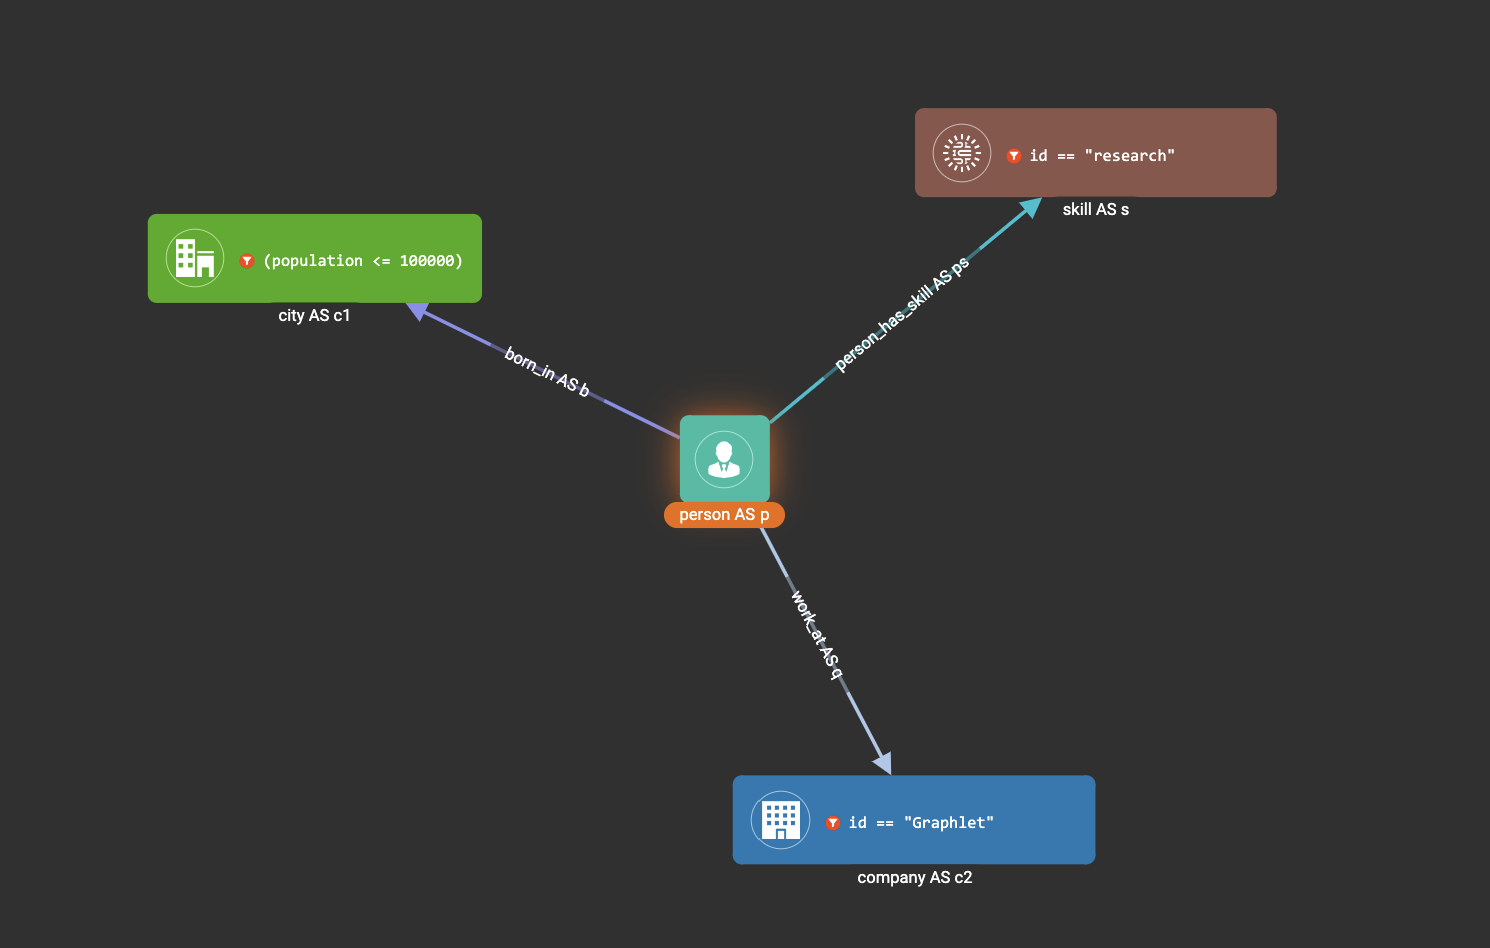 id == "research"
skill AS s
(population <= 100000)
city AS c1
person_has_skill AS ps
born_in AS b
person AS p
work_at AS q
id == "Graphlet"
company AS c2